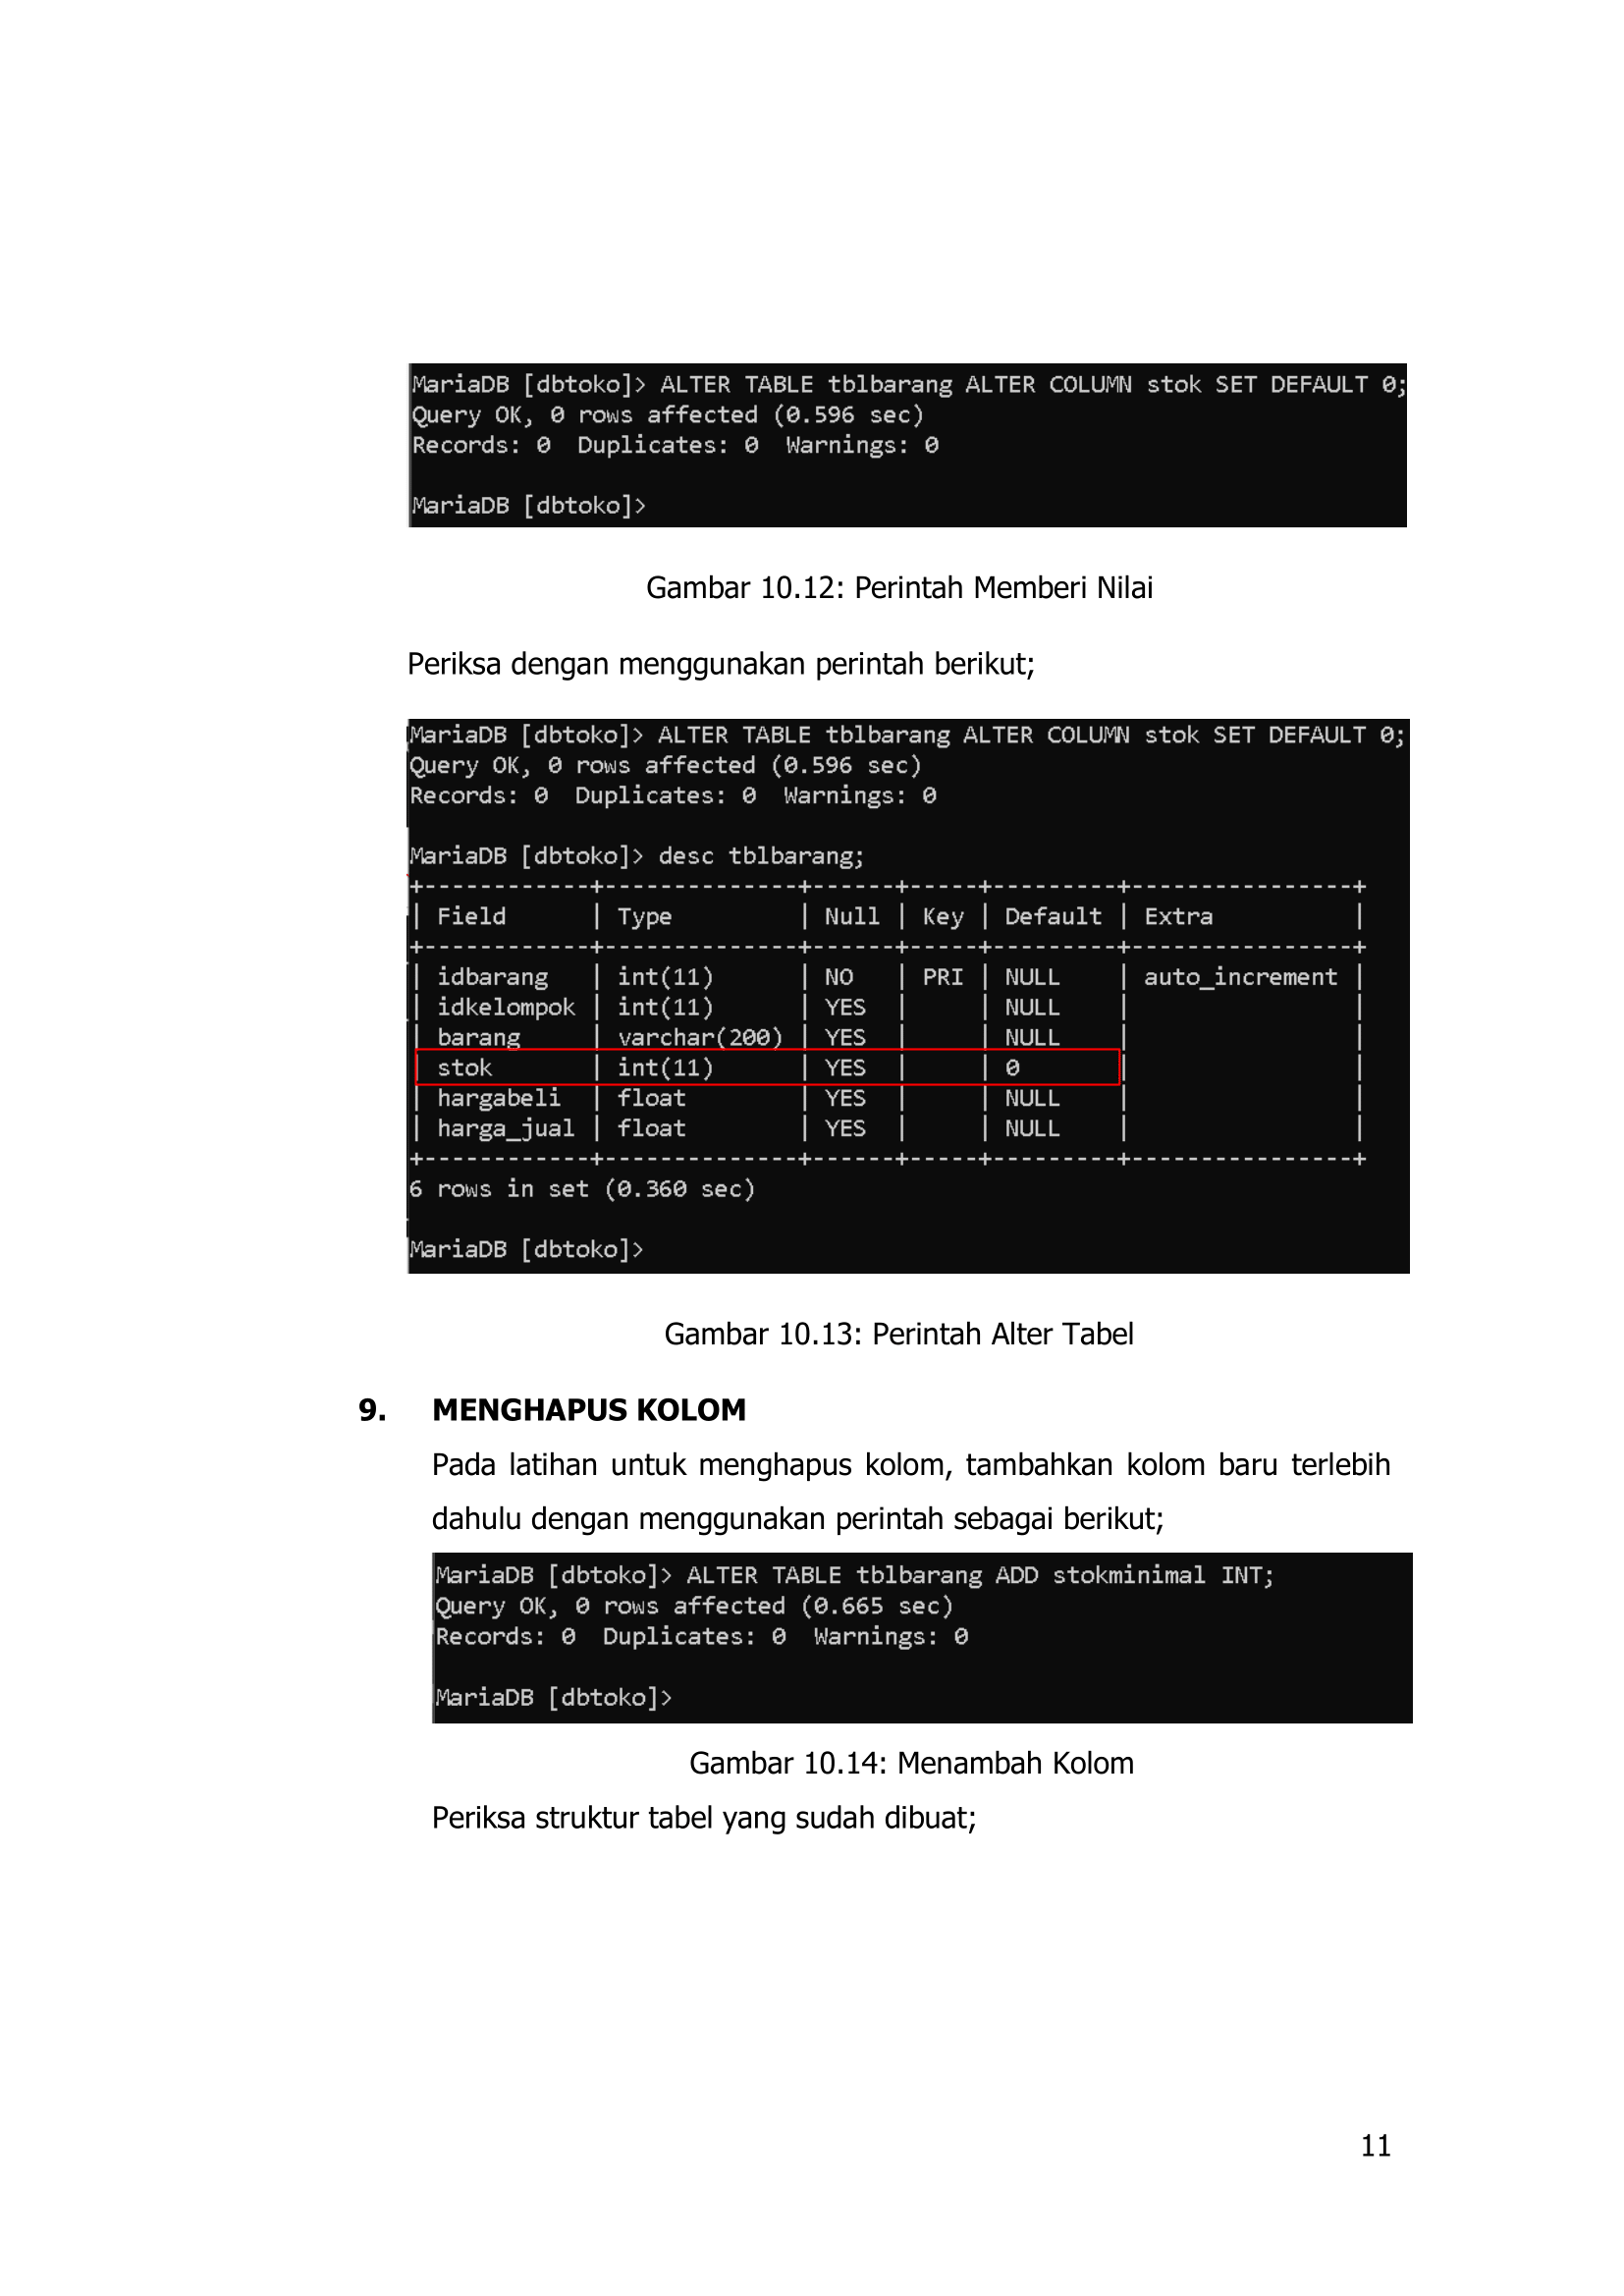 MariaDB [dbtoko]> ALTER TABLE tblbarang ALTER COLUMN stok SET DEFAULT 0;
Query OK, 0 rows affected (0.596 sec)
Records: 0  Duplicates: 0  Warnings: 0
MariaDB [dbtoko]>
Gambar 10.12: Perintah Memberi Nilai
Periksa dengan menggunakan perintah berikut;
MariaDB [dbtoko]> ALTER TABLE tblbarang ALTER COLUMN stok SET DEFAULT 0;
Query OK, 0 rows affected (0.596 sec)
Records: 0  Duplicates: 0  Warnings: 0
MariaDB [dbtoko]> desc tblbarang;
+------------+--------------+------+-----+---------+----------------+
| Field      | Type         | Null | Key | Default | Extra          |
+------------+--------------+------+-----+---------+----------------+
| idbarang   | int(11)      | NO   | PRI | NULL    | auto_increment |
| idkelompok | int(11)      | YES  |     | NULL    |                |
| barang     | varchar(200) | YES  |     | NULL    |                |
| stok       | int(11)      | YES  |     | 0       |                |
| hargabeli  | float        | YES  |     | NULL    |                |
| harga_jual | float        | YES  |     | NULL    |                |
+------------+--------------+------+-----+---------+----------------+
6 rows in set (0.360 sec)
MariaDB [dbtoko]>
Gambar 10.13: Perintah Alter Tabel
9. MENGHAPUS KOLOM
Pada latihan untuk menghapus kolom, tambahkan kolom baru terlebih
dahulu dengan menggunakan perintah sebagai berikut;
MariaDB [dbtoko]> ALTER TABLE tblbarang ADD stokminimal INT;
Query OK, 0 rows affected (0.665 sec)
Records: 0  Duplicates: 0  Warnings: 0
MariaDB [dbtoko]>
Gambar 10.14: Menambah Kolom
Periksa struktur tabel yang sudah dibuat;
11